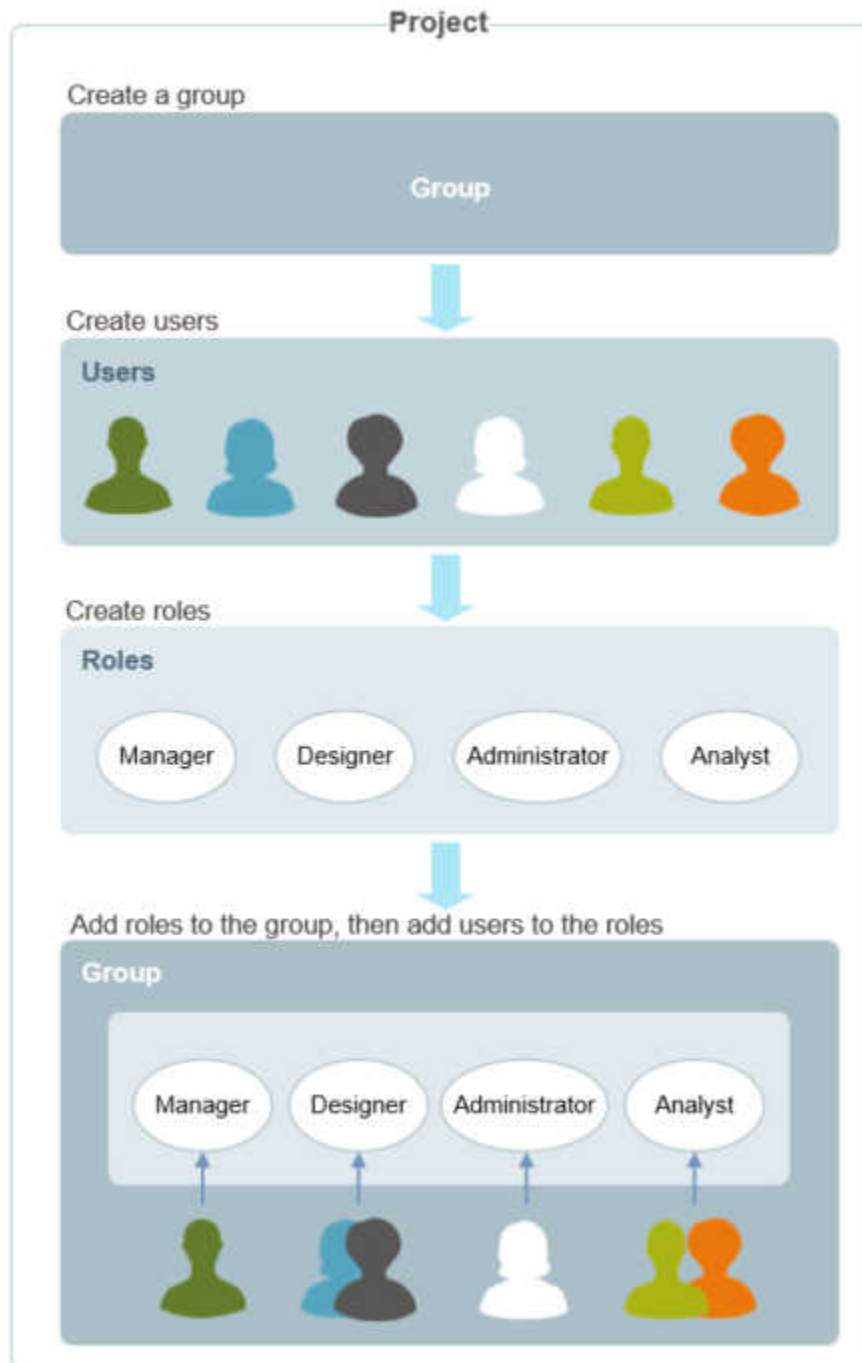 Project
Create a group
Group
Create users
Users
Create roles
Roles
Manager
Designer
Administrator
Analyst
Add roles to the group, then add users to the roles
Group
Manager
Designer
Administrator
Analyst